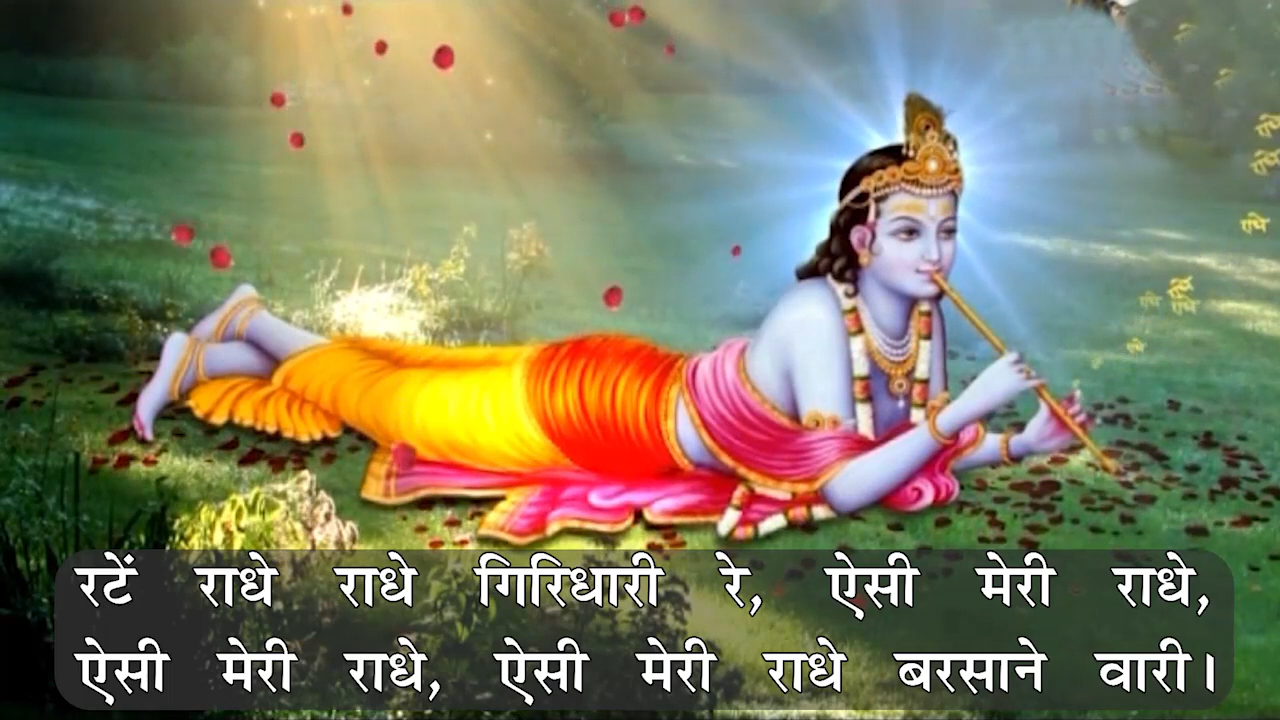 रटें राधे राधे गिरिधारी रे, ऐसी मेरी राधे,
ऐसी मेरी राधे, ऐसी मेरी राधे बरसाने वारी।